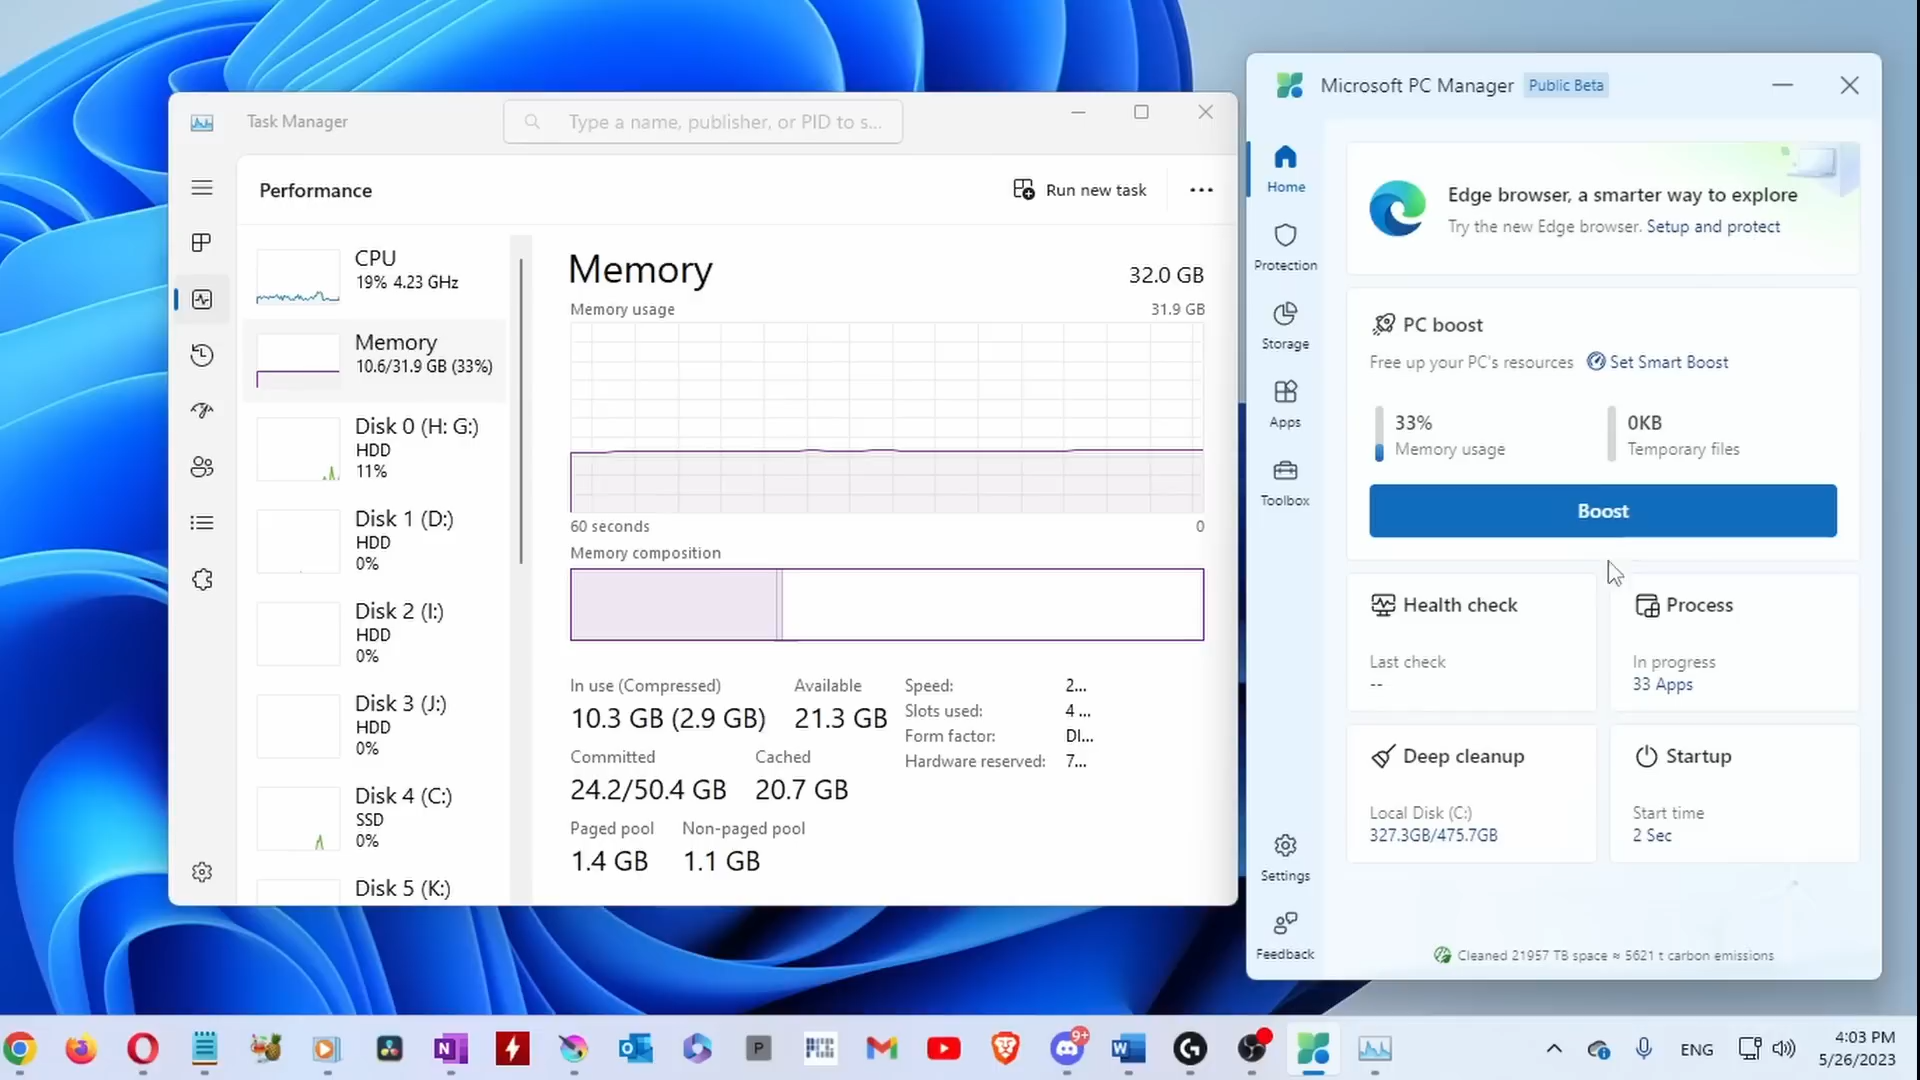 Task Manager
Type a name, publisher, or PID to s...
Performance
Run new task
CPU
19% 4.23 GHz
Memory
10.6/31.9 GB (33%)
Disk 0 (H: G:)
HDD
11%
Disk 1 (D:)
HDD
0%
Disk 2 (I:)
HDD
0%
Disk 3 (J:)
HDD
0%
Disk 4 (C:)
SSD
0%
Disk 5 (K:)
Memory
32.0 GB
Memory usage
31.9 GB
60 seconds
0
Memory composition
In use (Compressed)
10.3 GB (2.9 GB)
Available
21.3 GB
Committed
24.2/50.4 GB
Cached
20.7 GB
Paged pool
1.4 GB
Non-paged pool
1.1 GB
Speed: 2...
Slots used: 4 ...
Form factor: DI...
Hardware reserved: 7...
Microsoft PC Manager
Public Beta
Home
Protection
Storage
Apps
Toolbox
Settings
Feedback
Edge browser, a smarter way to explore
Try the new Edge browser. Setup and protect
PC boost
Free up your PC's resources
Set Smart Boost
33%
Memory usage
0KB
Temporary files
Boost
Health check
Last check
--
Process
In progress
33 Apps
Deep cleanup
Local Disk (C:)
327.3GB/475.7GB
Startup
Start time
2 Sec
Cleaned 21957 TB space ≈ 5621 t carbon emissions
N
O
P
9+
W
G
ENG
4:03 PM
5/26/2023